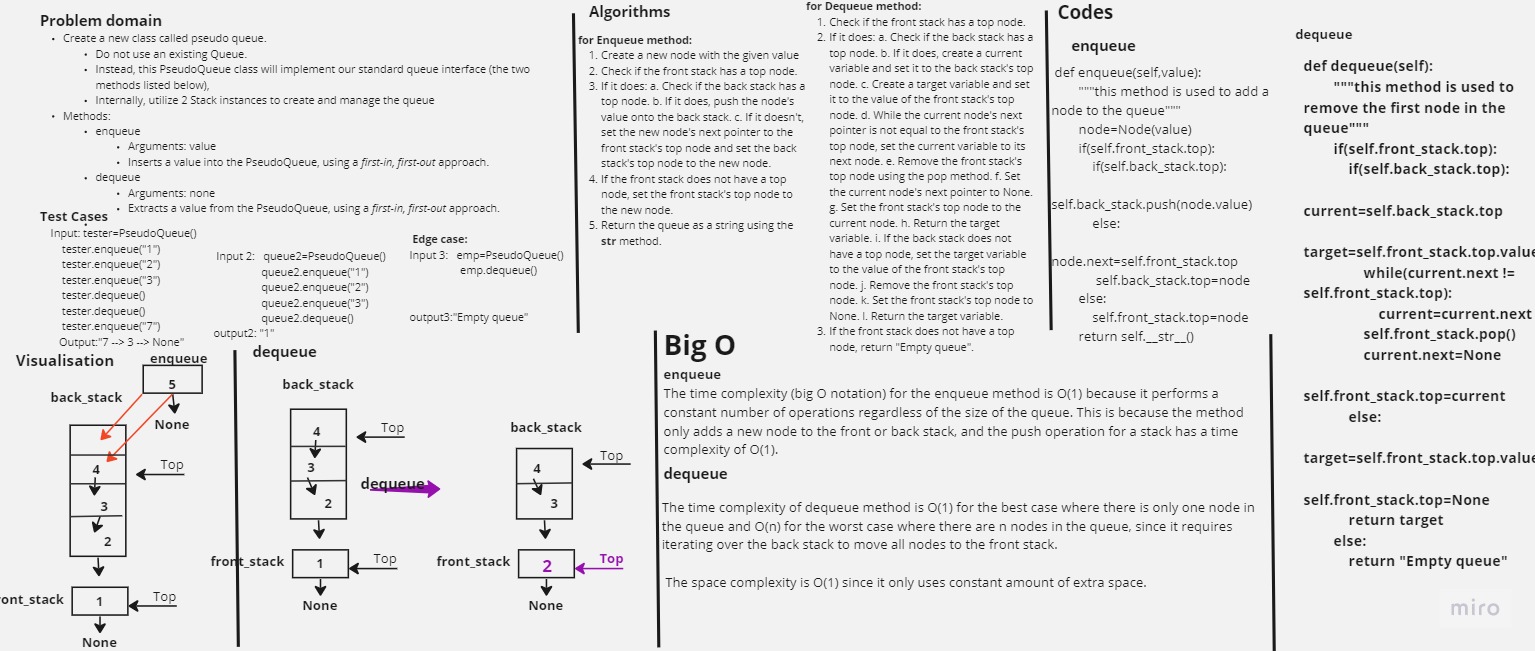 Problem domain
• Create a new class called pseudo queue.
• Do not use an existing Queue.
• Instead, this PseudoQueue class will implement our standard queue interface (the two
methods listed below),
• Internally, utilize 2 Stack instances to create and manage the queue
• Methods:
• enqueue
• Arguments: value
• Inserts a value into the PseudoQueue, using a first-in, first-out approach.
• dequeue
• Arguments: none
• Extracts a value from the PseudoQueue, using a first-in, first-out approach.
Test Cases
Input: tester=PseudoQueue()
tester.enqueue("1")
tester.enqueue("2")
tester.enqueue("3")
tester.dequeue()
tester.dequeue()
tester.enqueue("7")
Output:"7 --> 3 --> None"
Input 2: queue2=PseudoQueue()
queue2.enqueue("1")
queue2.enqueue("2")
queue2.enqueue("3")
queue2.dequeue()
output2: "1"
Edge case:
Input 3: emp=PseudoQueue()
emp.dequeue()
output3:"Empty queue"
Algorithms
for Enqueue method:
1. Create a new node with the given value
2. Check if the front stack has a top node.
3. If it does: a. Check if the back stack has a
top node. b. If it does, push the node's
value onto the back stack. c. If it doesn't,
set the new node's next pointer to the
front stack's top node and set the back
stack's top node to the new node.
4. If the front stack does not have a top
node, set the front stack's top node to
the new node.
5. Return the queue as a string using the
str method.
for Dequeue method:
1. Check if the front stack has a top node.
2. If it does: a. Check if the back stack has a
top node. b. If it does, create a current
variable and set it to the back stack's top
node. c. Create a target variable and set
it to the value of the front stack's top
node. d. While the current node's next
pointer is not equal to the front stack's
top node, set the current variable to its
next node. e. Remove the front stack's
top node using the pop method. f. Set
the current node's next pointer to None.
g. Set the front stack's top node to the
current node. h. Return the target
variable. i. If the back stack does not
have a top node, set the target variable
to the value of the front stack's top
node. j. Remove the front stack's top
node. k. Set the front stack's top node to
None. l. Return the target variable.
3. If the front stack does not have a top
node, return "Empty queue".
Codes
enqueue
def enqueue(self,value):
"""this method is used to add a
node to the queue"""
node=Node(value)
if(self.front_stack.top):
if(self.back_stack.top):
self.back_stack.push(node.value)
else:
node.next=self.front_stack.top
self.back_stack.top=node
else:
self.front_stack.top=node
return self.__str__()
dequeue
def dequeue(self):
"""this method is used to
remove the first node in the
queue"""
if(self.front_stack.top):
if(self.back_stack.top):
current=self.back_stack.top
target=self.front_stack.top.value
while(current.next !=
self.front_stack.top):
current=current.next
self.front_stack.pop()
current.next=None
self.front_stack.top=current
else:
target=self.front_stack.top.value
self.front_stack.top=None
return target
else:
return "Empty queue"
Visualisation
enqueue
5
back_stack
None
4
Top
3
2
ront_stack
1
Top
None
dequeue
back_stack
4
Top
3
2
dequeue
front_stack
1
Top
None
back_stack
Top
4
3
front_stack
2
Top
None
Big O
enqueue
The time complexity (big O notation) for the enqueue method is O(1) because it performs a
constant number of operations regardless of the size of the queue. This is because the method
only adds a new node to the front or back stack, and the push operation for a stack has a time
complexity of O(1).
dequeue
The time complexity of dequeue method is O(1) for the best case where there is only one node in
the queue and O(n) for the worst case where there are n nodes in the queue, since it requires
iterating over the back stack to move all nodes to the front stack.
The space complexity is O(1) since it only uses constant amount of extra space.
miro